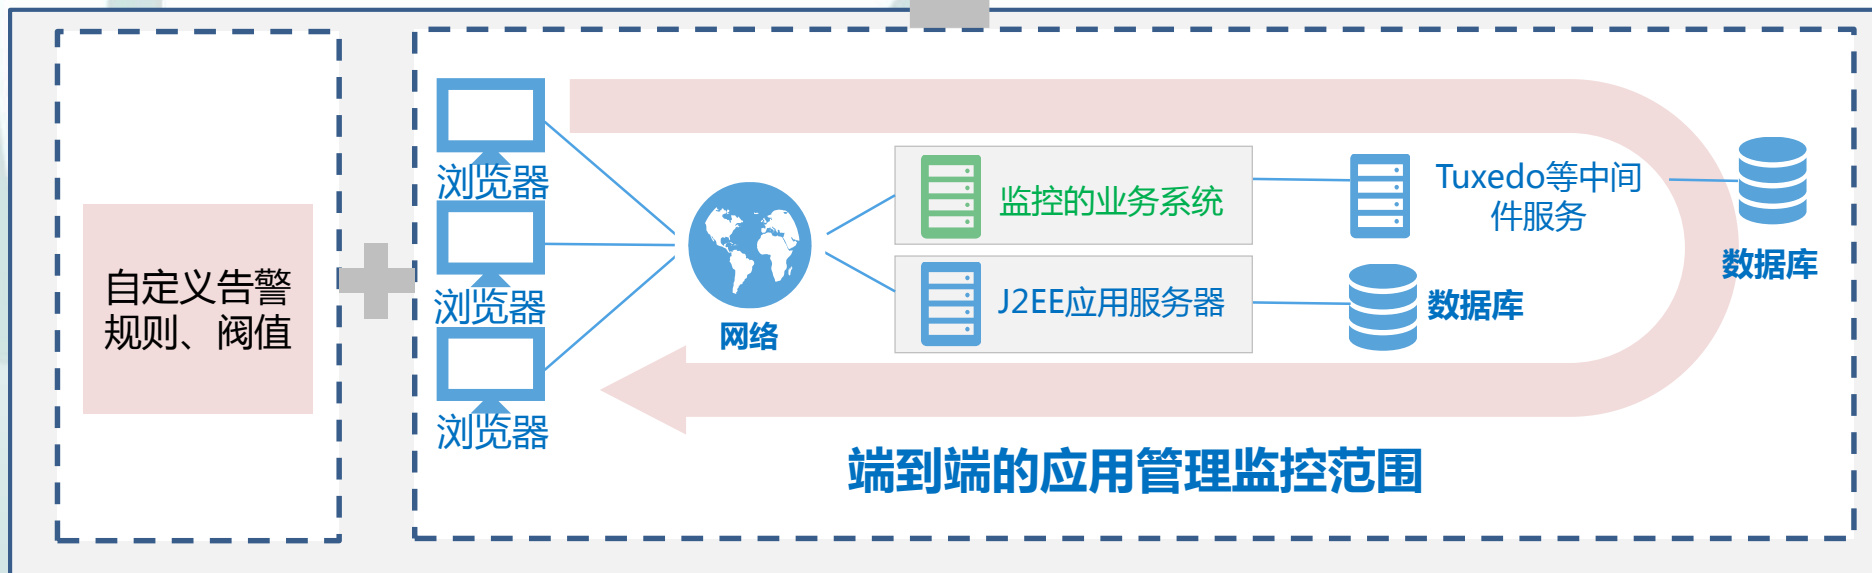 自定义告警
规则、阀值
浏览器
浏览器
浏览器
网络
监控的业务系统
J2EE应用服务器
Tuxedo等中间
件服务
数据库
数据库
端到端的应用管理监控范围